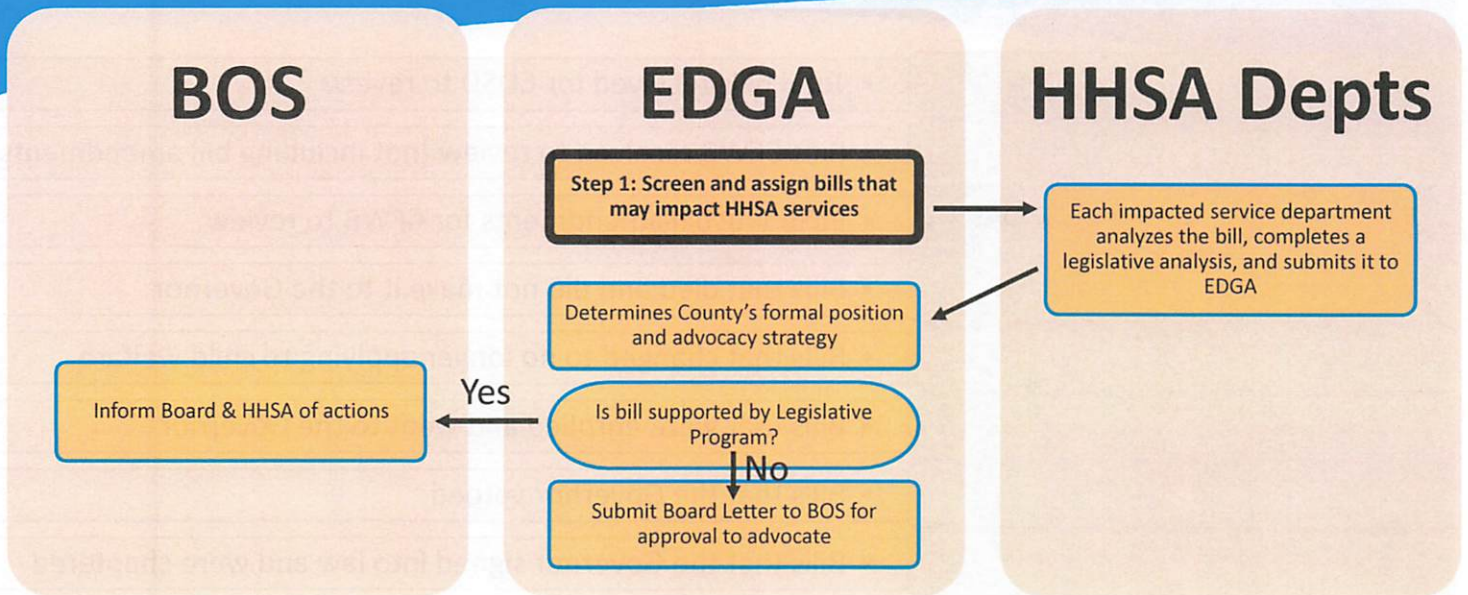 BOS
EDGA
HHSA Depts
Step 1: Screen and assign bills that
may impact HHSA services
Each impacted service department
analyzes the bill, completes a
legislative analysis, and submits it to
EDGA
Determines County's formal position
and advocacy strategy
Is bill supported by Legislative
Program?
Yes
Inform Board & HHSA of actions
No
Submit Board Letter to BOS for
approval to advocate